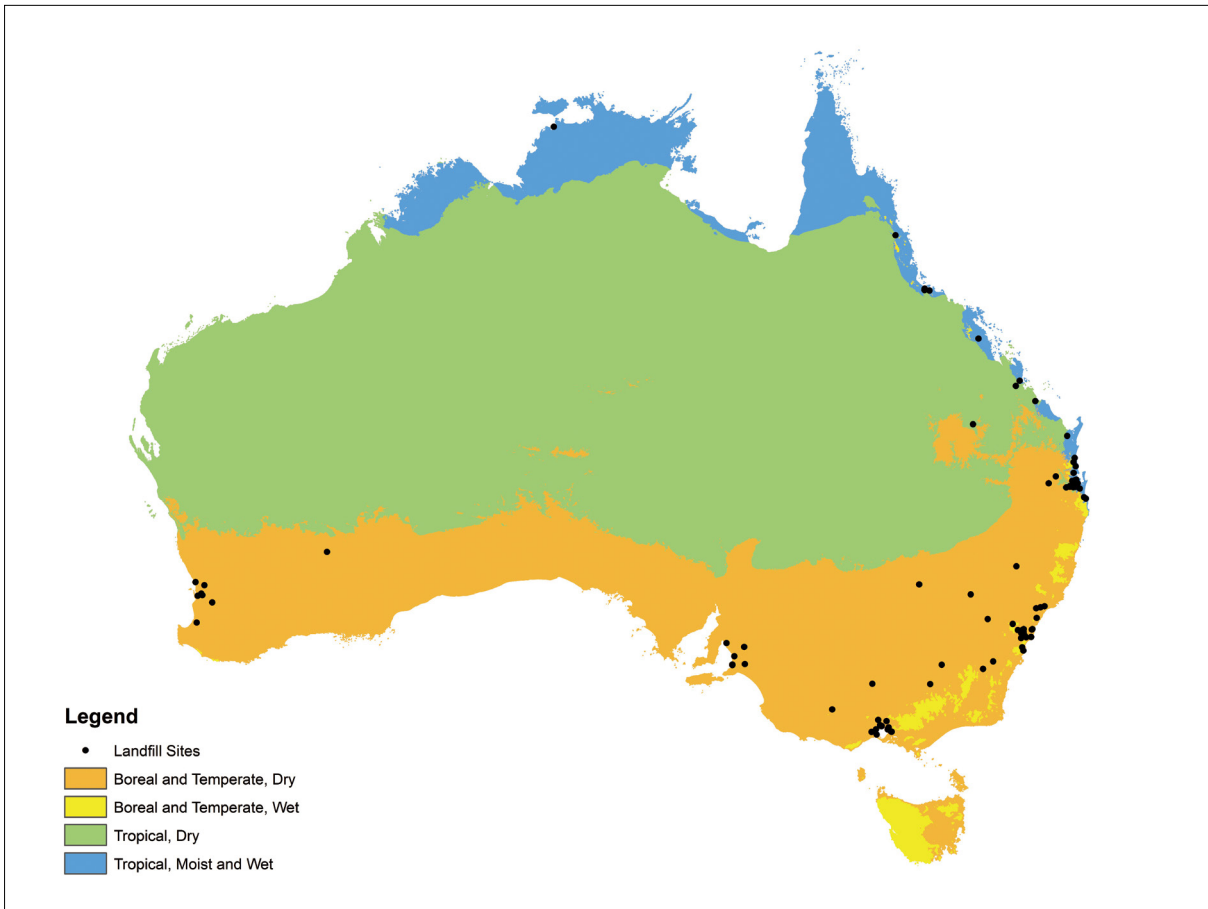 Legend
Landfill Sites
Boreal and Temperate, Dry
Boreal and Temperate, Wet
Tropical, Dry
Tropical, Moist and Wet